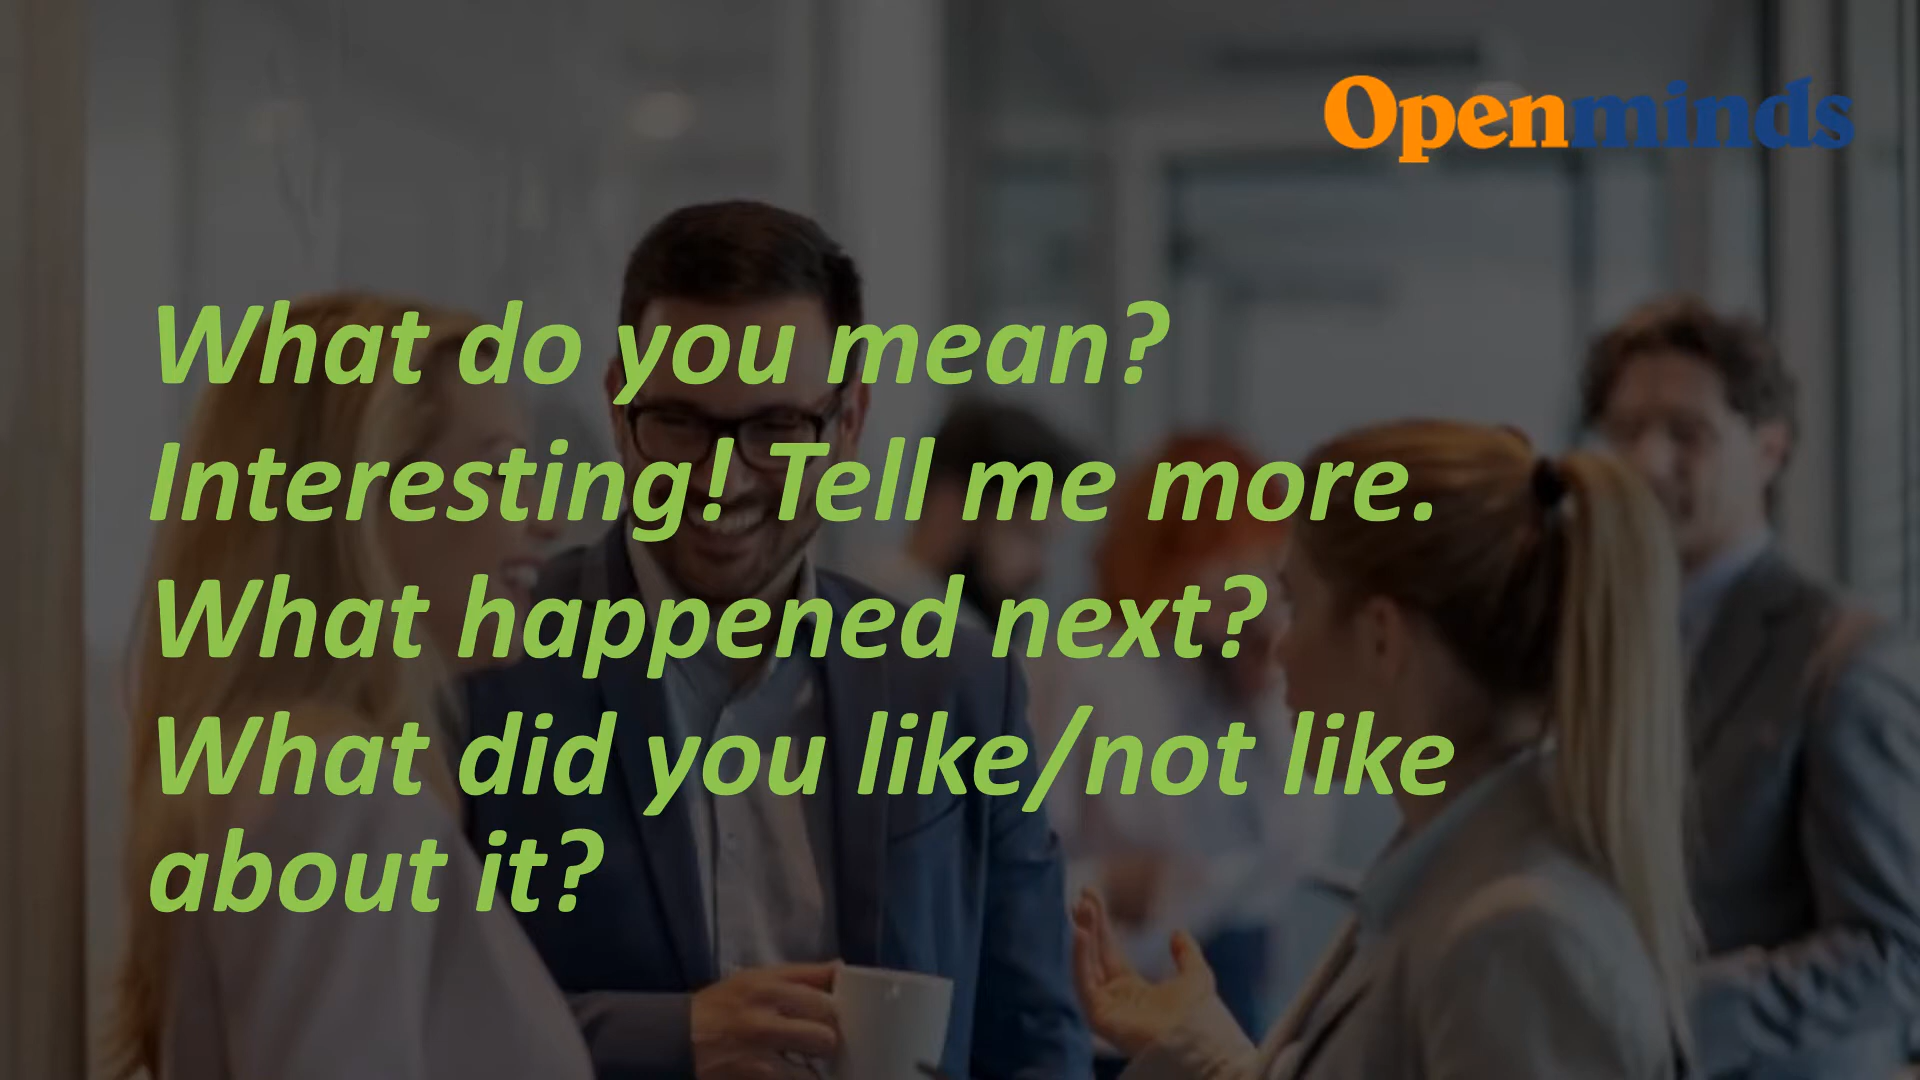 Openminds
What do you mean?
Interesting! Tell me more.
What happened next?
What did you like/not like
about it?